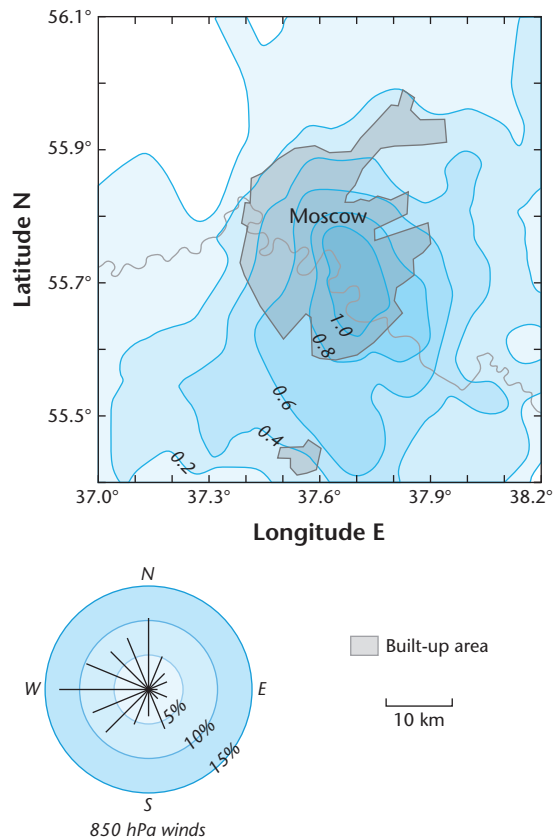 56.1°
55.9°
55.7°
55.5°
Latitude N
Moscow
1.0
0.8
0.6
0.4
0.2
37.0° 37.3° 37.6° 37.9° 38.2°
Longitude E
N
W
E
S
5%
10%
15%
850 hPa winds
Built-up area
10 km